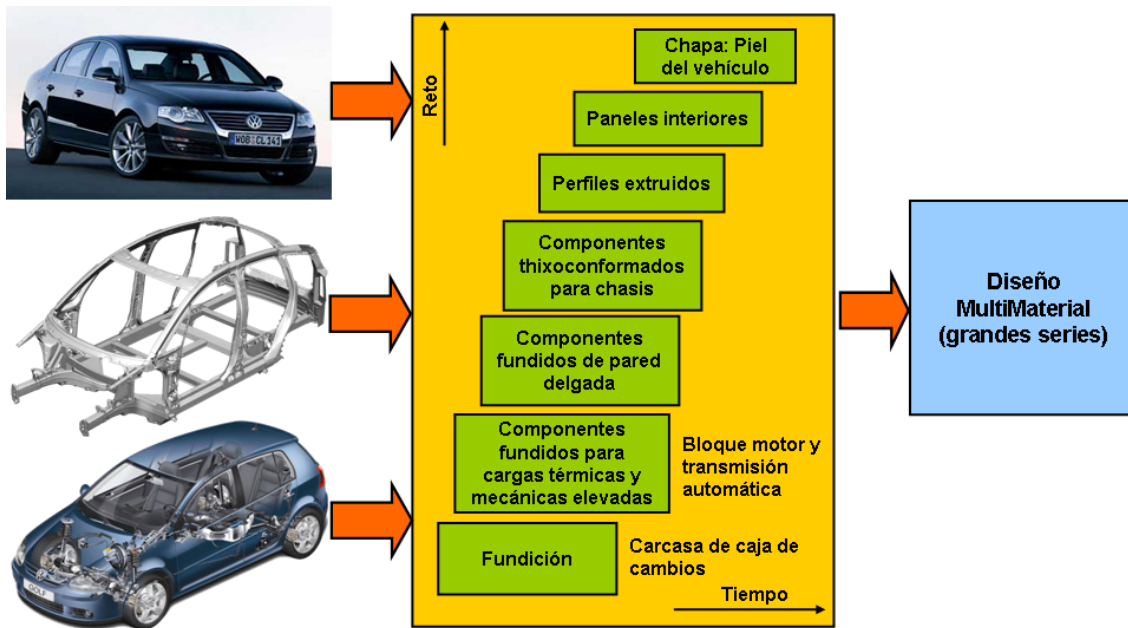 WOB CL 141
GOLF
Reto
Chapa: Piel
del vehículo
Paneles interiores
Perfiles extruidos
Componentes
thixoconformados
para chasis
Componentes
fundidos de pared
delgada
Componentes
fundidos para
cargas térmicas y
mecánicas elevadas
Bloque motor y
transmisión
automática
Fundición
Carcasa de caja de
cambios
Tiempo
Diseño
MultiMaterial
(grandes series)